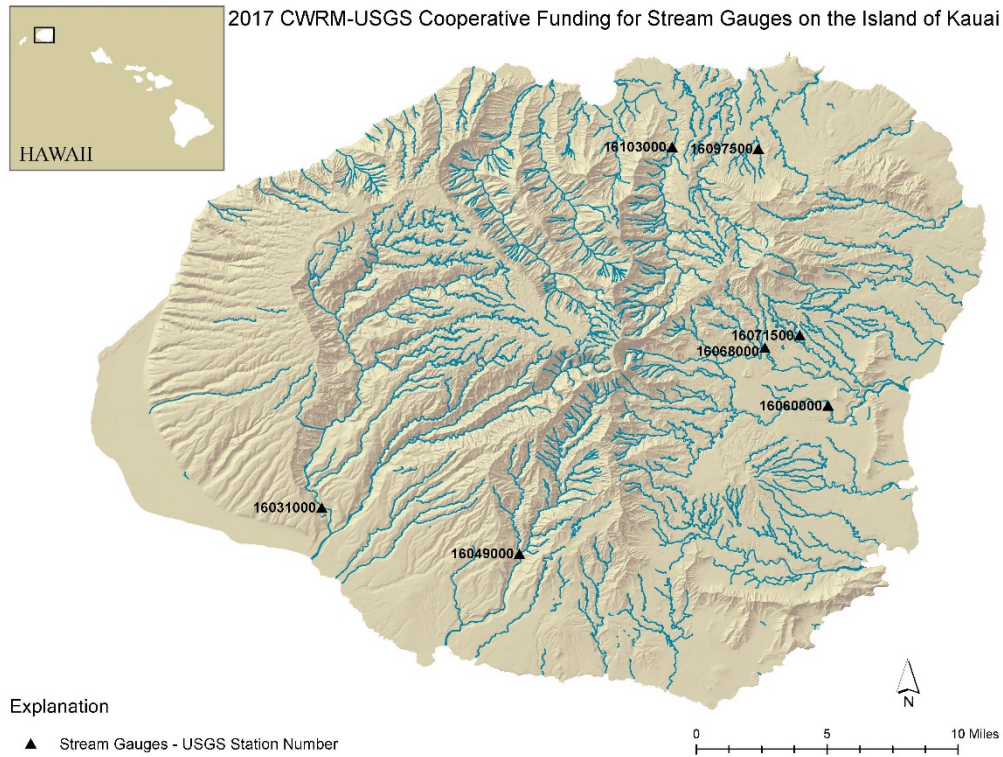 2017 CWRM-USGS Cooperative Funding for Stream Gauges on the Island of Kauai
HAWAII
16103000
16097500
16071500
16068000
16060000
16031000
16049000
N
Explanation
Stream Gauges - USGS Station Number
0 5 10 Miles